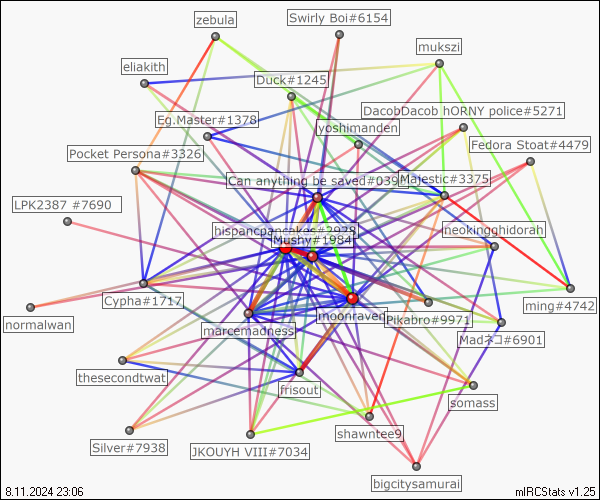 Swirly Boi#6154
zebula
mukszi
eliakith
Duck#1245
DacobDacob hORNY police#5271
Eg.Master#1378
yoshimanden
Fedora Stoat#4479
Pocket Persona#3326
Can anything be saved#039
Majestic#3375
LPK2387 #7690
hispancpancakes#2928
neokingghidorah
Mushy#1984
Cypha#1717
ming#4742
normalwan
marcemadness
moonraven
Pikabro#9971
Madネコ#6901
thesecondtwat
frisout
somass
Silver#7938
JKOUYH VIII#7034
shawntee9
bigcitysamurai
8.11.2024 23:06
mIRCStats v1.25